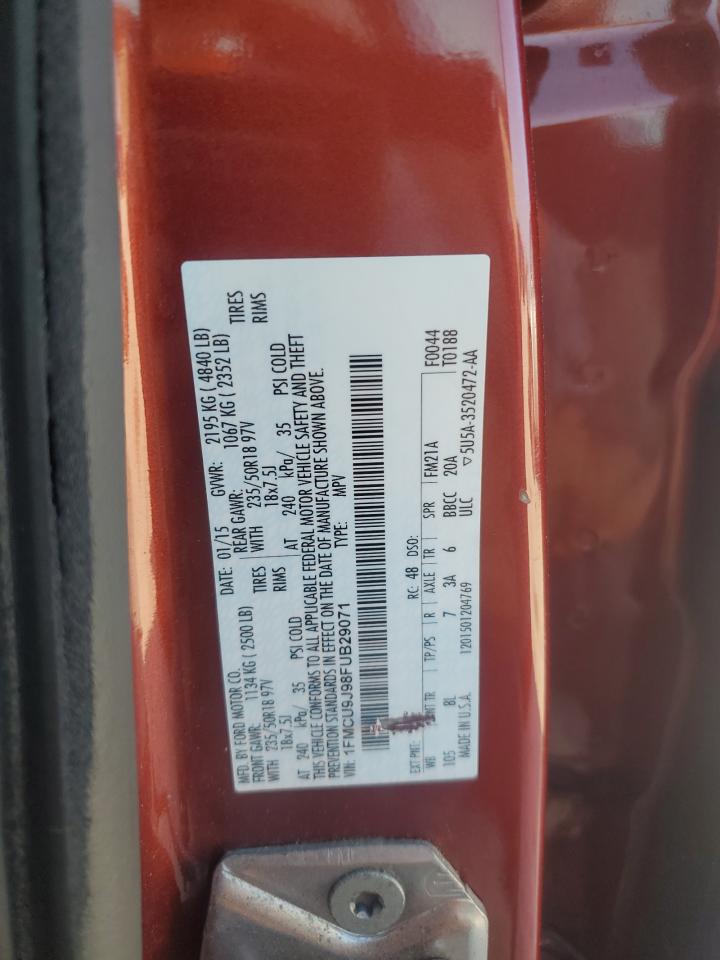 MFD. BY FORD MOTOR CO. DATE: 01/15 GVWR: 2195 KG ( 4840 LB)
FRONT GAWR: 1134 KG ( 2500 LB) REAR GAWR: 1067 KG ( 2352 LB)
WITH 235/50R18 97V TIRES WITH 235/50R18 97V TIRES
18x7.5J RIMS 18x7.5J RIMS
AT 240 kPa/ 35 PSI COLD AT 240 kPa/ 35 PSI COLD
THIS VEHICLE CONFORMS TO ALL APPLICABLE FEDERAL MOTOR VEHICLE SAFETY AND THEFT
PREVENTION STANDARDS IN EFFECT ON THE DATE OF MANUFACTURE SHOWN ABOVE.
VIN: 1FMCU9J98FUB29071 TYPE: MPV
EXT PNT: RC: 48 DSO: F0044
WB INT TR TP/PS R AXLE TR SPR FM21A T0188
105 8L 7 3A 6 BBCC 20A
MADE IN U.S.A. 1201501204769 ULC ▽5U5A-3520472-AA